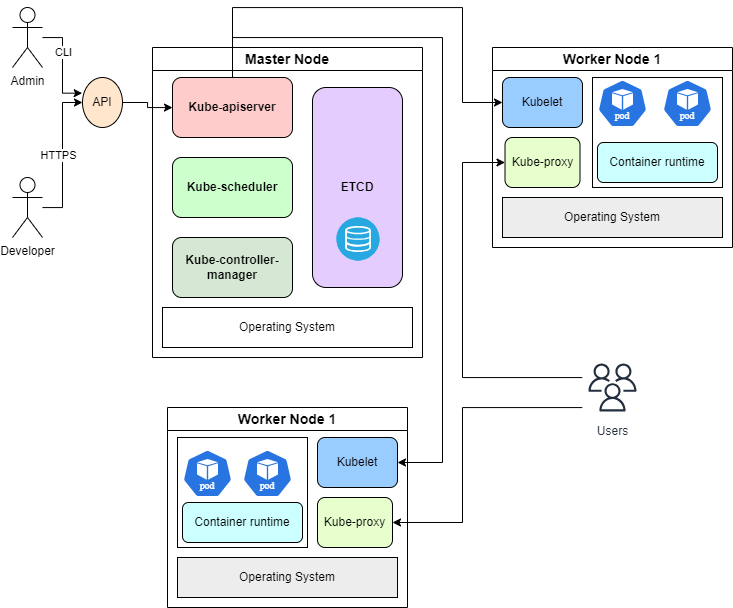 Admin
CLI
API
HTTPS
Developer
Master Node
Kube-apiserver
Kube-scheduler
Kube-controller-
manager
ETCD
Operating System
Worker Node 1
Kubelet
pod
pod
Kube-proxy
Container runtime
Operating System
Users
Worker Node 1
pod
pod
Kubelet
Container runtime
Kube-proxy
Operating System